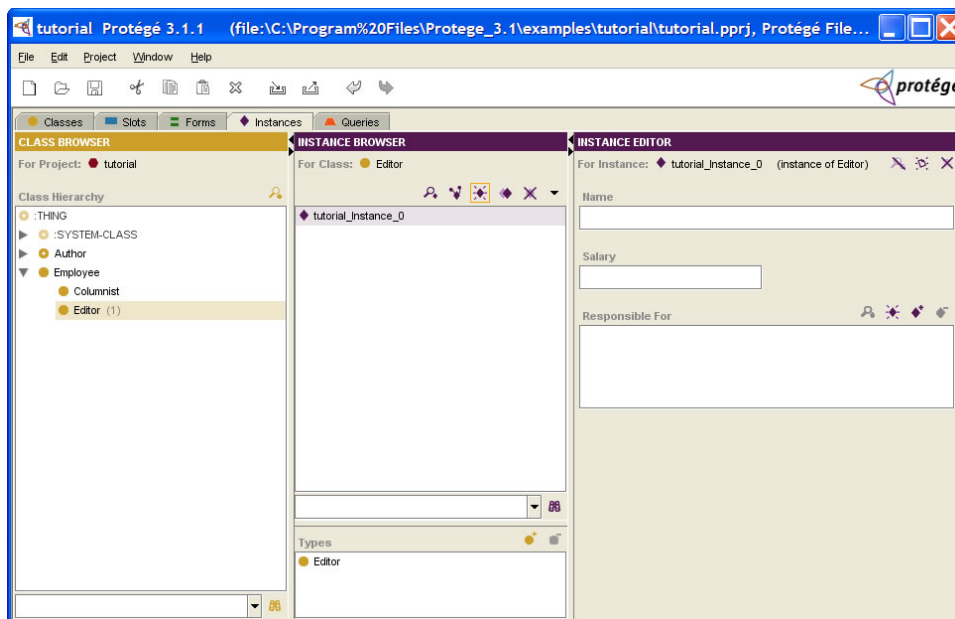 tutorial Protégé 3.1.1 (file:\C:\Program%20Files\Protege_3.1\examples\tutorial\tutorial.pprj, Protégé File...
File Edit Project Window Help
protégé
Classes Slots Forms Instances Queries
CLASS BROWSER
For Project: tutorial
Class Hierarchy
:THING
:SYSTEM-CLASS
Author
Employee
Columnist
Editor (1)
INSTANCE BROWSER
For Class: Editor
tutorial_Instance_0
Types
Editor
INSTANCE EDITOR
For Instance: tutorial_Instance_0 (instance of Editor)
Name
Salary
Responsible For